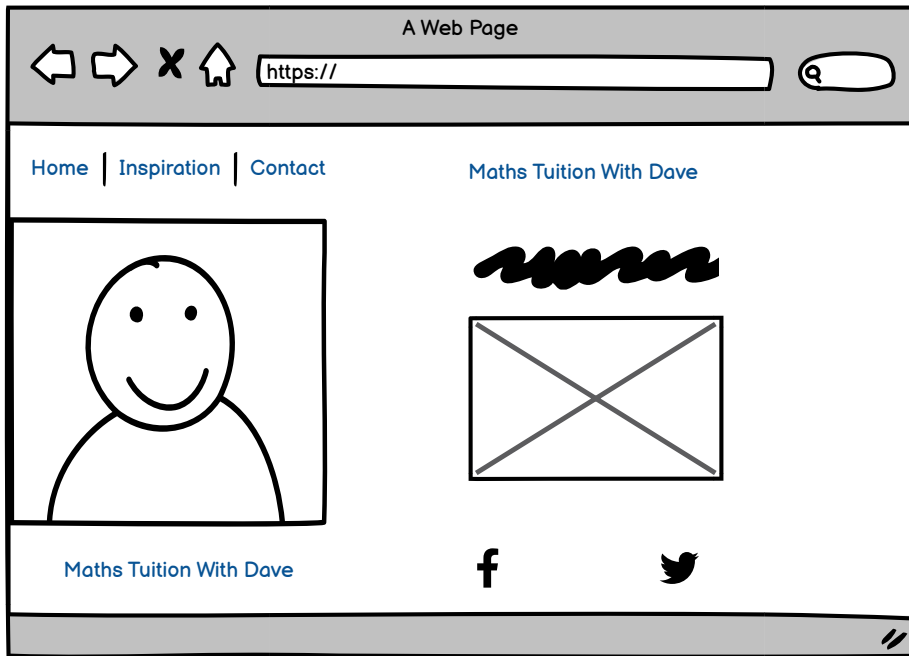 A Web Page
https://
Home | Inspiration | Contact
Maths Tuition With Dave
Maths Tuition With Dave